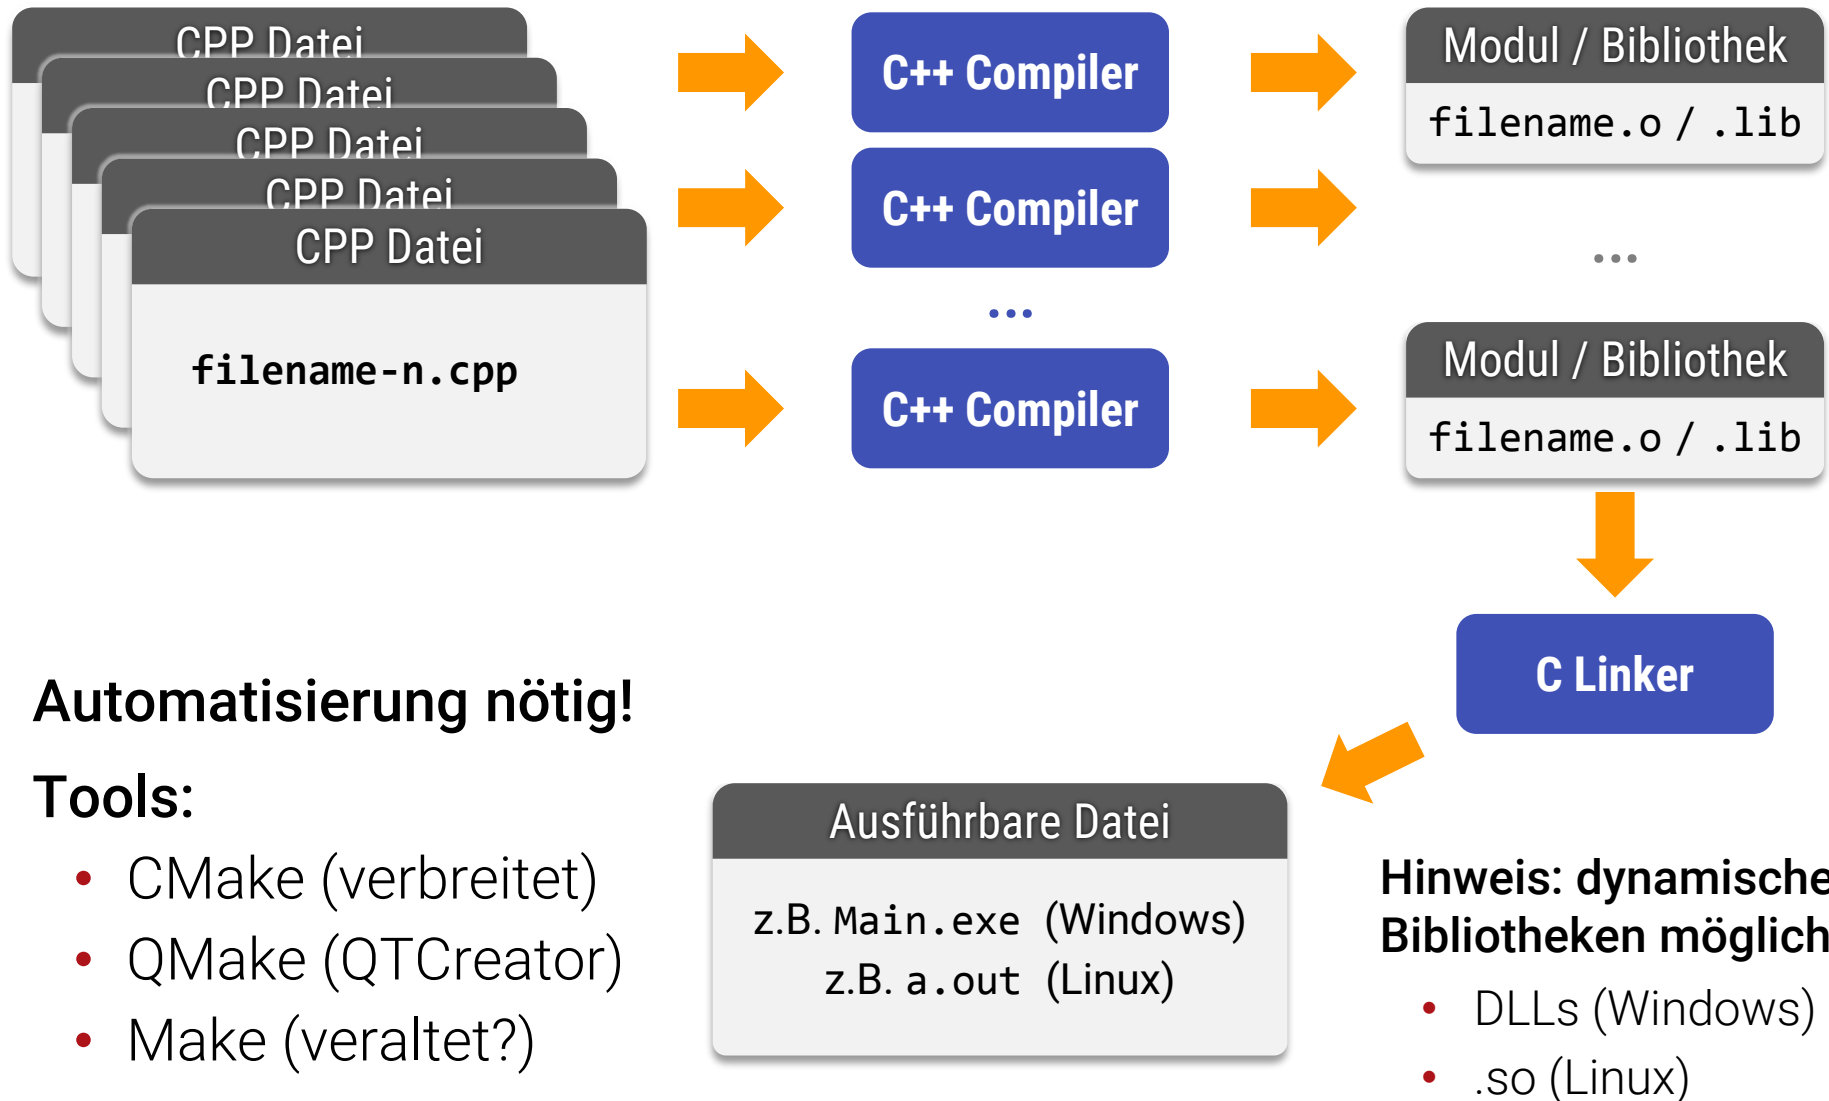 CPP Datei
CPP Datei
CPP Datei
CPP Datei
CPP Datei
filename-n.cpp
C++ Compiler
C++ Compiler
...
C++ Compiler
Modul / Bibliothek
filename.o / .lib
...
Modul / Bibliothek
filename.o / .lib
C Linker
Automatisierung nötig!
Tools:
• CMake (verbreitet)
• QMake (QTCreator)
• Make (veraltet?)
Ausführbare Datei
z.B. Main.exe (Windows)
z.B. a.out (Linux)
Hinweis: dynamische
Bibliotheken möglich
• DLLs (Windows)
• .so (Linux)